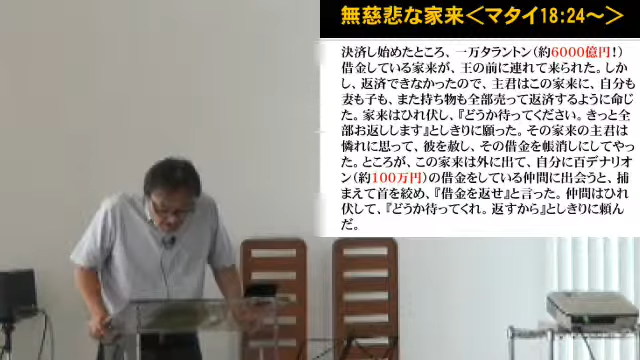 無慈悲な家来＜マタイ18:24～＞
決済し始めたところ、一万タラントン（約6000億円！）
借金している家来が、王の前に連れて来られた。しか
し、返済できなかったので、主君はこの家来に、自分も
妻も子も、また持ち物も全部売って返済するように命じ
た。家来はひれ伏し、『どうか待ってください。きっと全
部お返しします』としきりに願った。その家来の主君は
憐れに思って、彼を赦し、その借金を帳消しにしてやっ
た。ところが、この家来は外に出て、自分に百デナリオ
ン（約100万円）の借金をしている仲間に出会うと、捕
まえて首を絞め、『借金を返せ』と言った。仲間はひれ
伏して、『どうか待ってくれ。返すから』としきりに頼ん
だ。